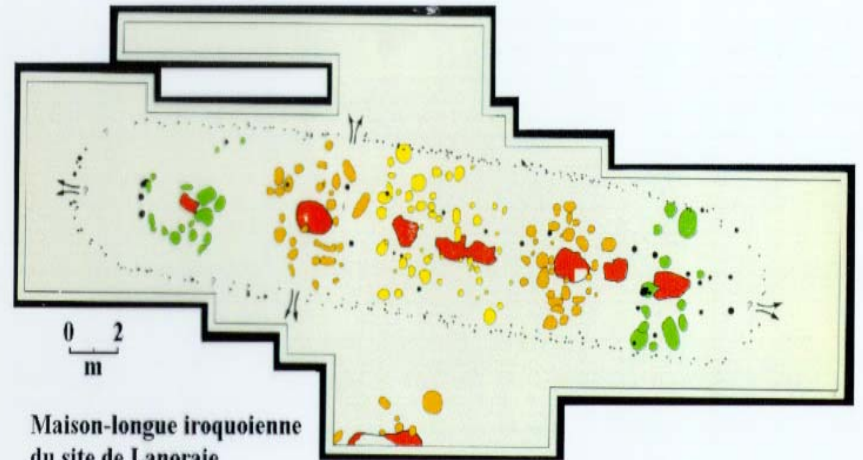 0 2
m
Maison-longue iroquoienne
du site de Lanoraie
?
?